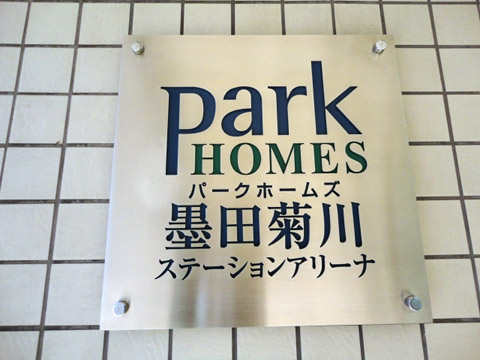 park
HOMES
パークホームズ
墨田菊川
ステーションアリーナ